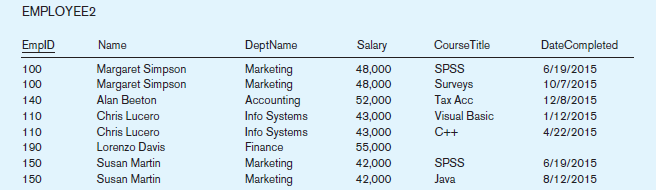 EMPLOYEE2
EmpID Name DeptName Salary CourseTitle DateCompleted
100 Margaret Simpson Marketing 48,000 SPSS 6/19/2015
100 Margaret Simpson Marketing 48,000 Surveys 10/7/2015
140 Alan Beeton Accounting 52,000 Tax Acc 12/8/2015
110 Chris Lucero Info Systems 43,000 Visual Basic 1/12/2015
110 Chris Lucero Info Systems 43,000 C++ 4/22/2015
190 Lorenzo Davis Finance 55,000
150 Susan Martin Marketing 42,000 SPSS 6/19/2015
150 Susan Martin Marketing 42,000 Java 8/12/2015